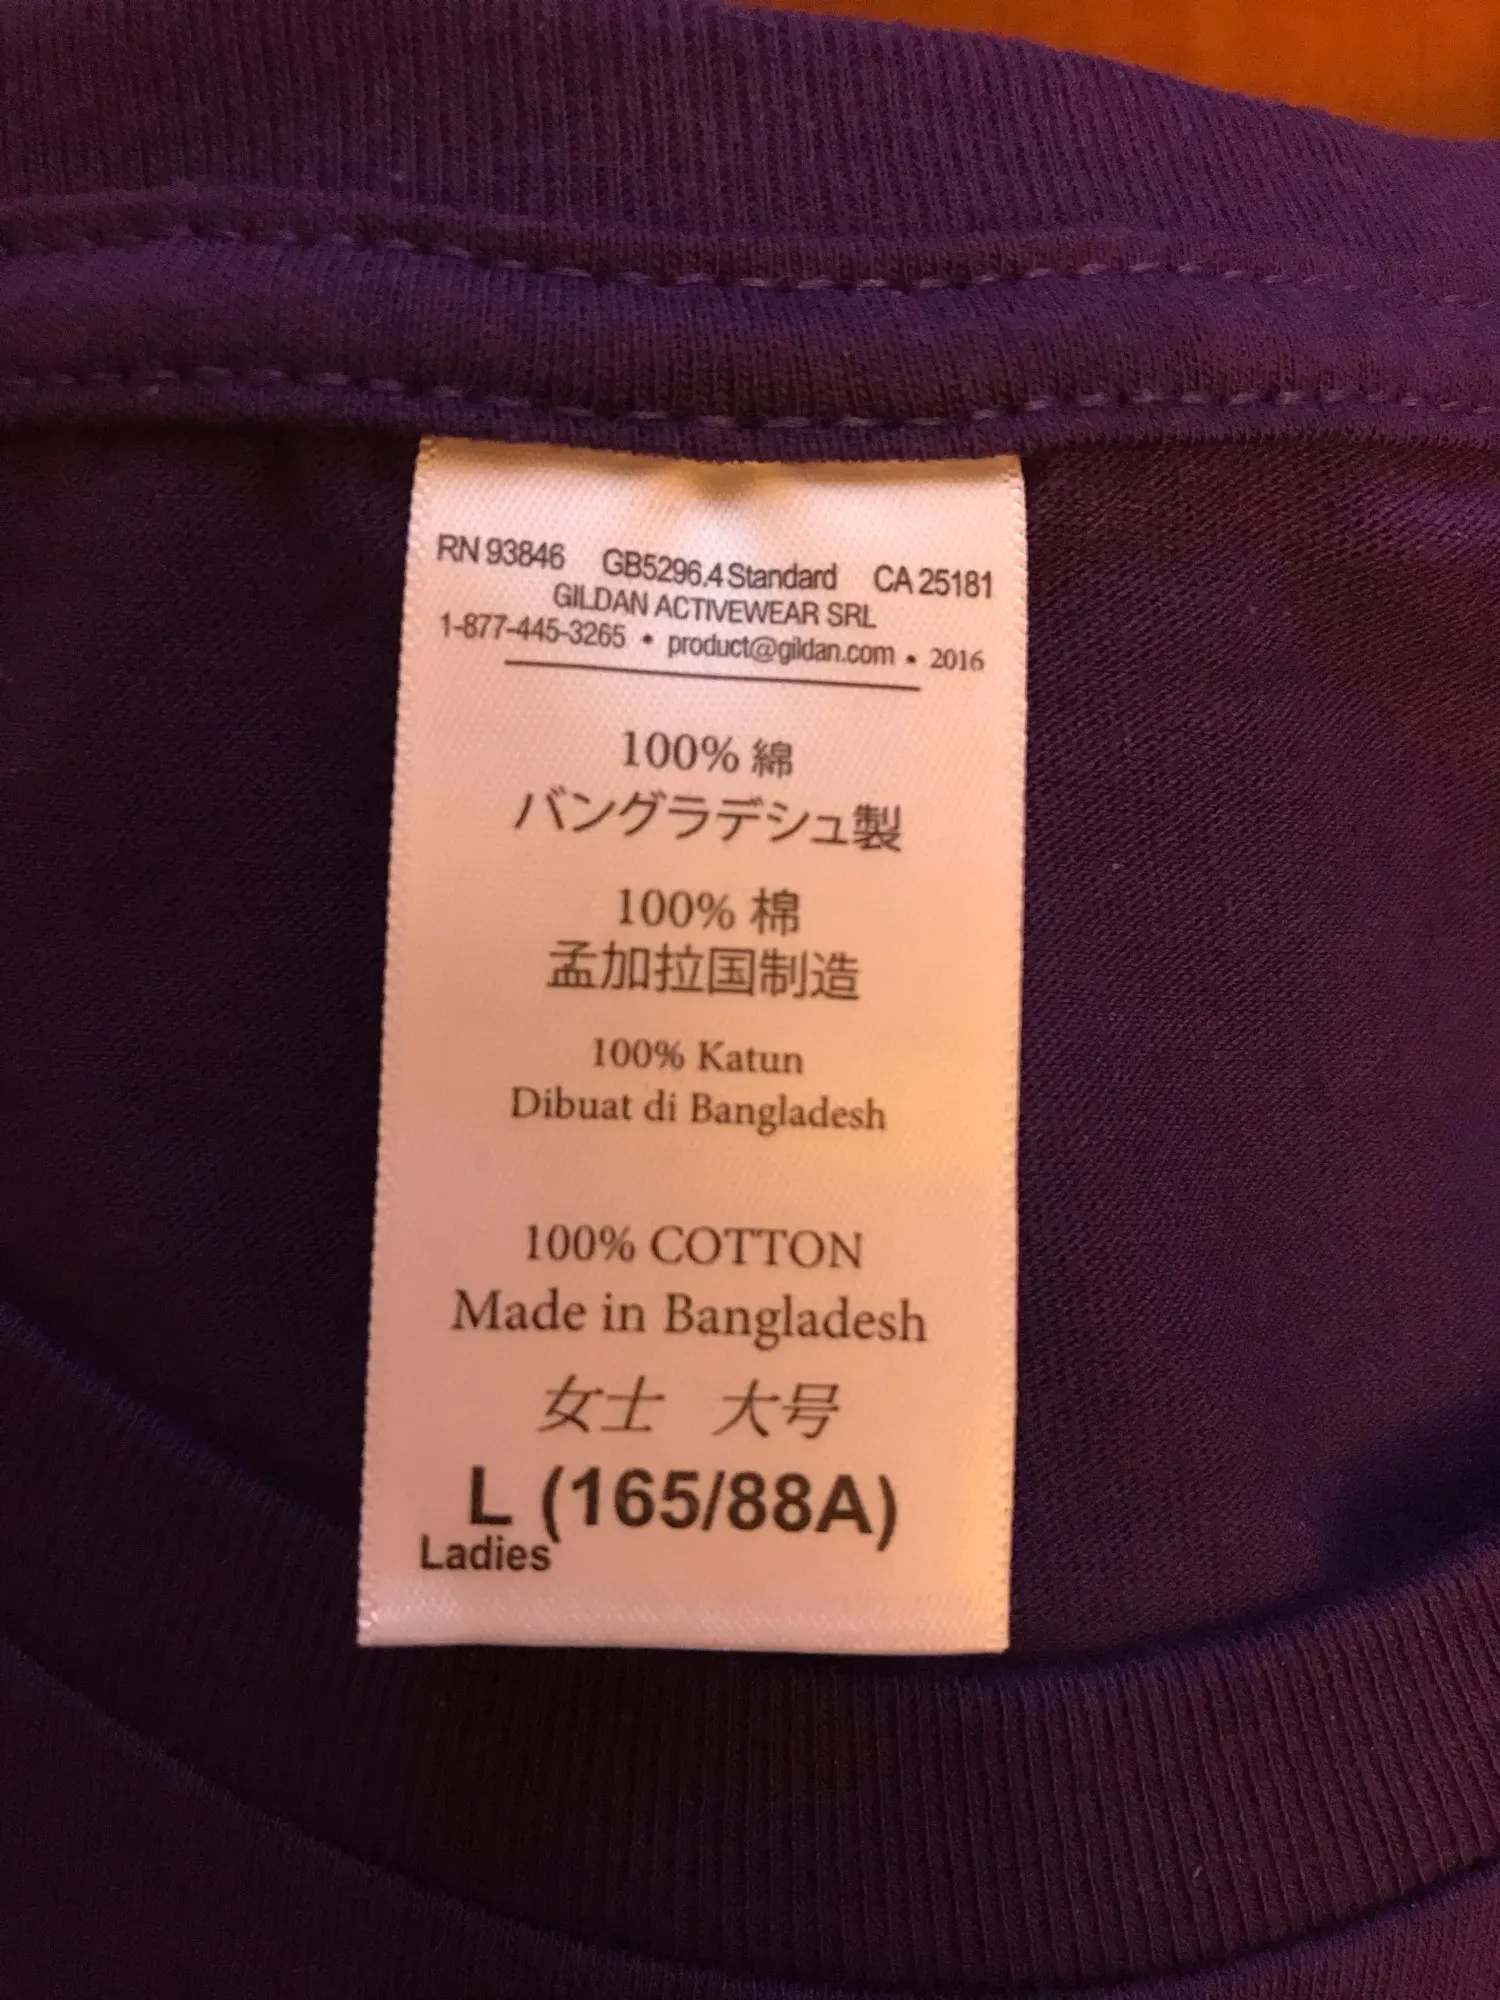 RN 93846 GB5296.4 Standard CA 25181
GILDAN ACTIVEWEAR SRL
1-877-445-3265 • product@gildan.com • 2016
100% 綿
バングラデシュ製
100% 棉
孟加拉国制造
100% Katun
Dibuat di Bangladesh
100% COTTON
Made in Bangladesh
女士 大号
L (165/88A)
Ladies